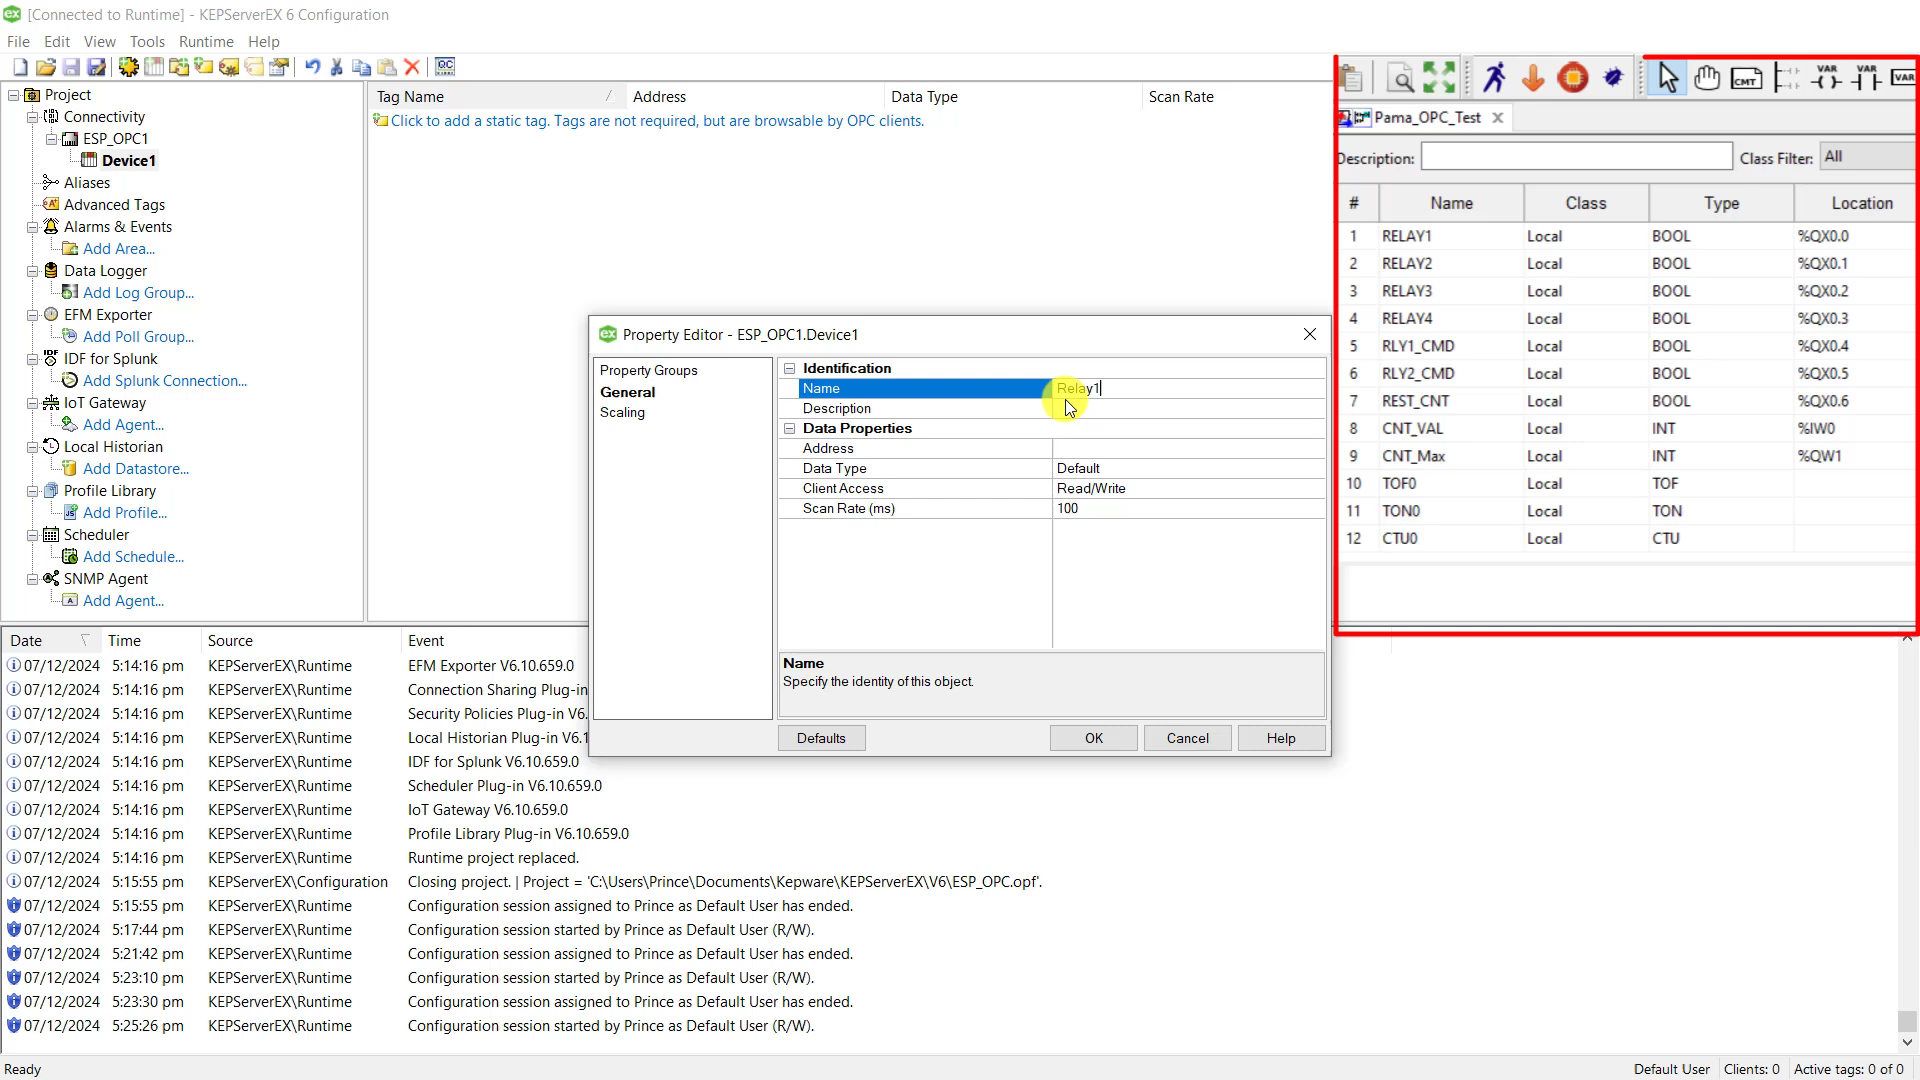 [Connected to Runtime] - KEPServerEX 6 Configuration
File Edit View Tools Runtime Help
Project
Connectivity
ESP_OPC1
Device1
Aliases
Advanced Tags
Alarms & Events
Add Area...
Data Logger
Add Log Group...
EFM Exporter
Add Poll Group...
IDF for Splunk
Add Splunk Connection...
IoT Gateway
Add Agent...
Local Historian
Add Datastore...
Profile Library
Add Profile...
Scheduler
Add Schedule...
SNMP Agent
Add Agent...
Tag Name Address Data Type Scan Rate
Click to add a static tag. Tags are not required, but are browsable by OPC clients.
Property Editor - ESP_OPC1.Device1
Property Groups
General
Scaling
Identification
Name Relay1
Description
Data Properties
Address
Data Type Default
Client Access Read/Write
Scan Rate (ms) 100
Name
Specify the identity of this object.
Defaults OK Cancel Help
CMT VAR VAR VAR
Pama_OPC_Test
Description: Class Filter: All
# Name Class Type Location
1 RELAY1 Local BOOL %QX0.0
2 RELAY2 Local BOOL %QX0.1
3 RELAY3 Local BOOL %QX0.2
4 RELAY4 Local BOOL %QX0.3
5 RLY1_CMD Local BOOL %QX0.4
6 RLY2_CMD Local BOOL %QX0.5
7 REST_CNT Local BOOL %QX0.6
8 CNT_VAL Local INT %IW0
9 CNT_Max Local INT %QW1
10 TOF0 Local TOF
11 TON0 Local TON
12 CTU0 Local CTU
Date Time Source Event
07/12/2024 5:14:16 pm KEPServerEX\Runtime EFM Exporter V6.10.659.0
07/12/2024 5:14:16 pm KEPServerEX\Runtime Connection Sharing Plug-in
07/12/2024 5:14:16 pm KEPServerEX\Runtime Security Policies Plug-in V6.
07/12/2024 5:14:16 pm KEPServerEX\Runtime Local Historian Plug-in V6.1
07/12/2024 5:14:16 pm KEPServerEX\Runtime IDF for Splunk V6.10.659.0
07/12/2024 5:14:16 pm KEPServerEX\Runtime Scheduler Plug-in V6.10.659.0
07/12/2024 5:14:16 pm KEPServerEX\Runtime IoT Gateway V6.10.659.0
07/12/2024 5:14:16 pm KEPServerEX\Runtime Profile Library Plug-in V6.10.659.0
07/12/2024 5:14:16 pm KEPServerEX\Runtime Runtime project replaced.
07/12/2024 5:15:55 pm KEPServerEX\Configuration Closing project. | Project = 'C:\Users\Prince\Documents\Kepware\KEPServerEX\V6\ESP_OPC.opf'.
07/12/2024 5:15:55 pm KEPServerEX\Runtime Configuration session assigned to Prince as Default User has ended.
07/12/2024 5:17:44 pm KEPServerEX\Runtime Configuration session started by Prince as Default User (R/W).
07/12/2024 5:21:42 pm KEPServerEX\Runtime Configuration session assigned to Prince as Default User has ended.
07/12/2024 5:23:10 pm KEPServerEX\Runtime Configuration session started by Prince as Default User (R/W).
07/12/2024 5:23:30 pm KEPServerEX\Runtime Configuration session assigned to Prince as Default User has ended.
07/12/2024 5:25:26 pm KEPServerEX\Runtime Configuration session started by Prince as Default User (R/W).
Ready Default User Clients: 0 Active tags: 0 of 0